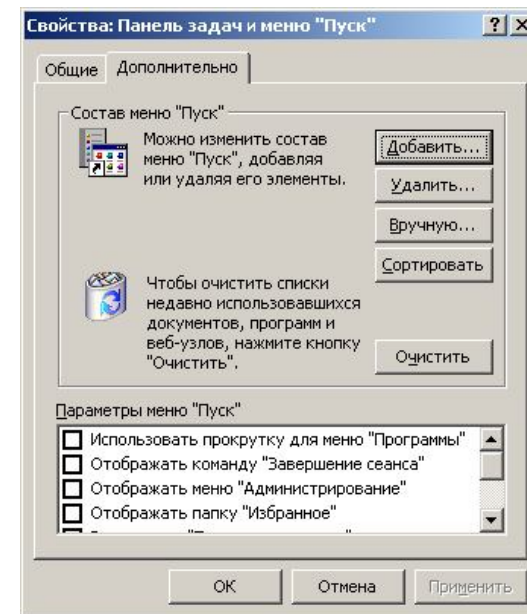 Свойства: Панель задач и меню "Пуск"
Общие
Дополнительно
Состав меню "Пуск"
Можно изменить состав
меню "Пуск", добавляя
или удаляя его элементы.
Добавить...
Удалить...
Вручную...
Сортировать
Чтобы очистить списки
недавно использовавшихся
документов, программ и
веб-узлов, нажмите кнопку
"Очистить".
Очистить
Параметры меню "Пуск"
Использовать прокрутку для меню "Программы"
Отображать команду "Завершение сеанса"
Отображать меню "Администрирование"
Отображать папку "Избранное"
OK
Отмена
Применить